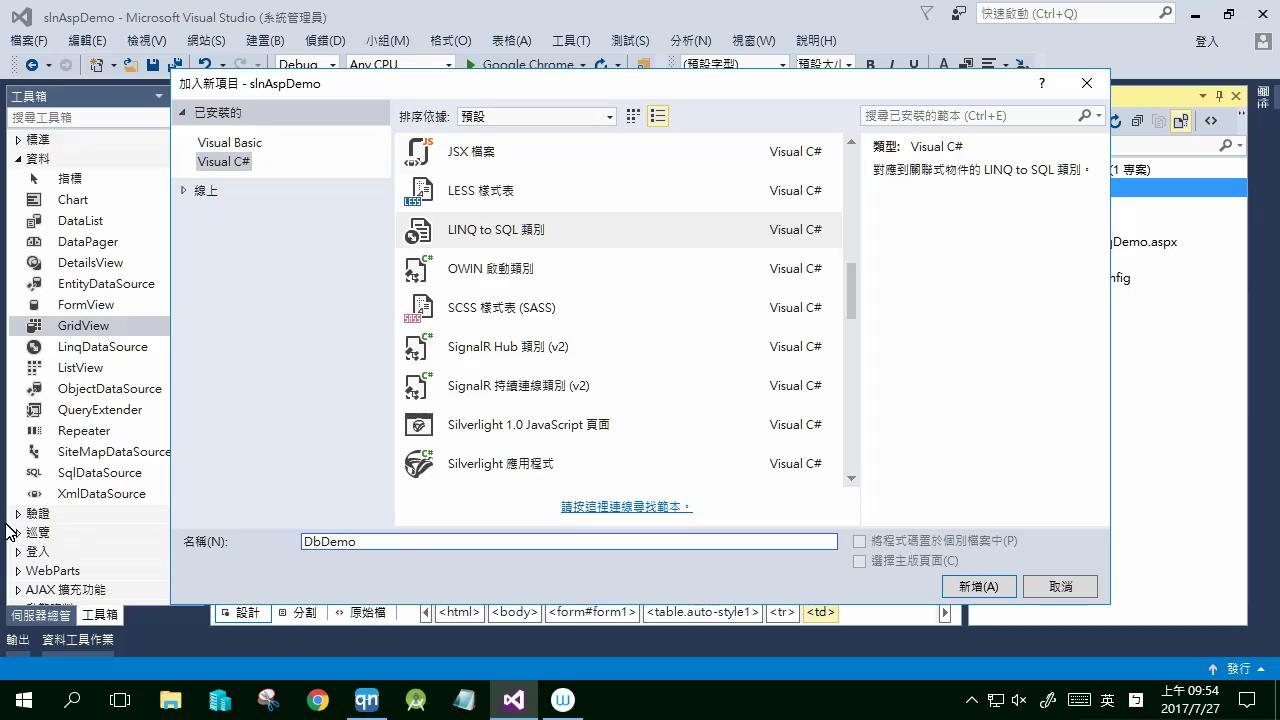 slnAspDemo - Microsoft Visual Studio (系統管理員)
快速啟動 (Ctrl+Q)
檔案(F) 編輯(E) 檢視(V) 網站(S) 建置(B) 偵錯(D) 小組(M) 格式(O) 表格(A) 工具(T) 測試(S) 分析(N) 視窗(W) 說明(H)
登入
Debug Any CPU Google Chrome (預設字型) (預設大小) B I U A
加入新項目 - slnAspDemo
?
工具箱
搜尋工具箱
標準
資料
指標
Chart
DataList
DataPager
DetailsView
EntityDataSource
FormView
GridView
LinqDataSource
ListView
ObjectDataSource
QueryExtender
Repeater
SiteMapDataSource
SQL SqlDataSource
XmlDataSource
驗證
巡覽
登入
WebParts
AJAX 擴充功能
伺服器總管 工具箱
輸出 資料工具作業
已安裝的
Visual Basic
Visual C#
線上
排序依據: 預設
搜尋已安裝的範本 (Ctrl+E)
JS JSX 檔案 Visual C#
LESS LESS 樣式表 Visual C#
LINQ to SQL 類別 Visual C#
C# OWIN 啟動類別 Visual C#
SASS SCSS 樣式表 (SASS) Visual C#
C# SignalR Hub 類別 (v2) Visual C#
C# SignalR 持續連線類別 (v2) Visual C#
Silverlight 1.0 JavaScript 頁面 Visual C#
C# Silverlight 應用程式 Visual C#
請按這裡連線尋找範本。
類型: Visual C#
對應到關聯式物件的 LINQ to SQL 類別。
名稱(N): DbDemo
將程式碼置於個別檔案中(P)
選擇主版頁面(C)
新增(A) 取消
(1 專案)
gDemo.aspx
nfig
設計 分割 原始檔 <html> <body> <form#form1> <table.auto-style1> <tr> <td>
發行
qn W 英
上午 09:54
2017/7/27